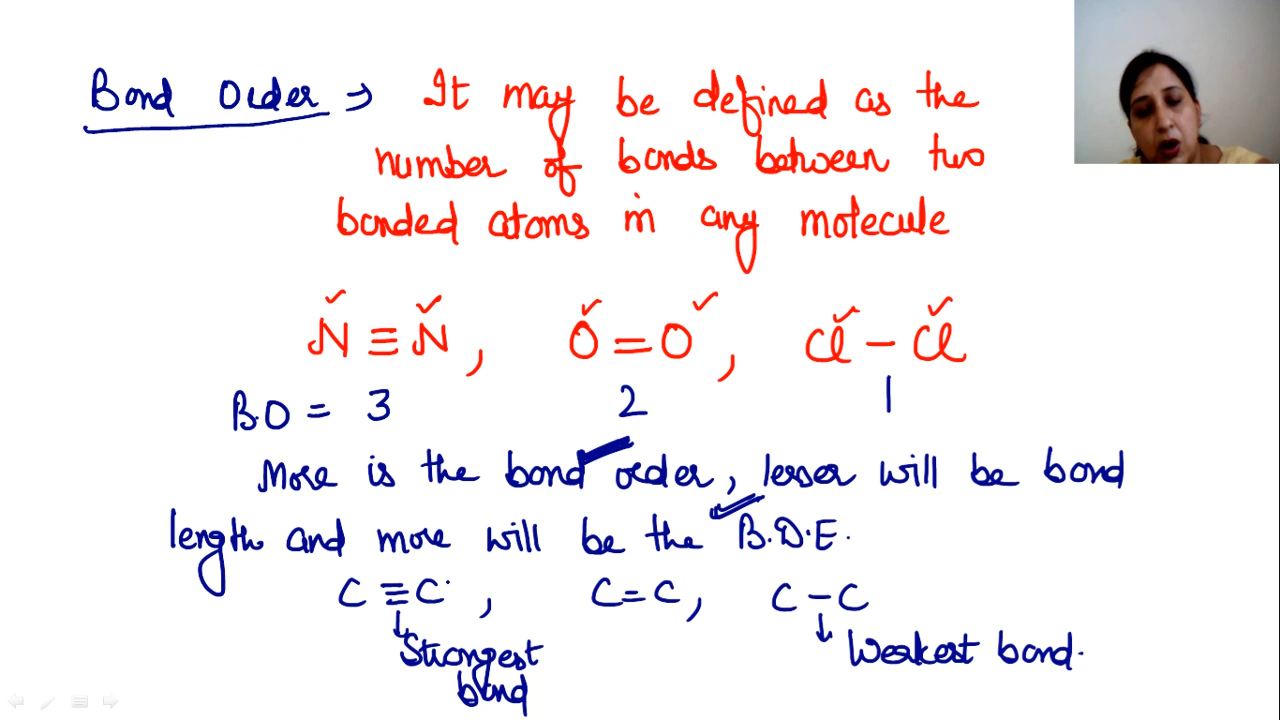 Bond Order ⇒ It may be defined as the
number of bonds between two
bonded atoms in any molecule
N ≡ N, O = O, Cl − Cl
B.O = 3 2 1
More is the bond order, lesser will be bond
length and more will be the B.D.E.
C ≡ C, C = C, C − C
↓ Strongest bond ↓ Weakest bond.